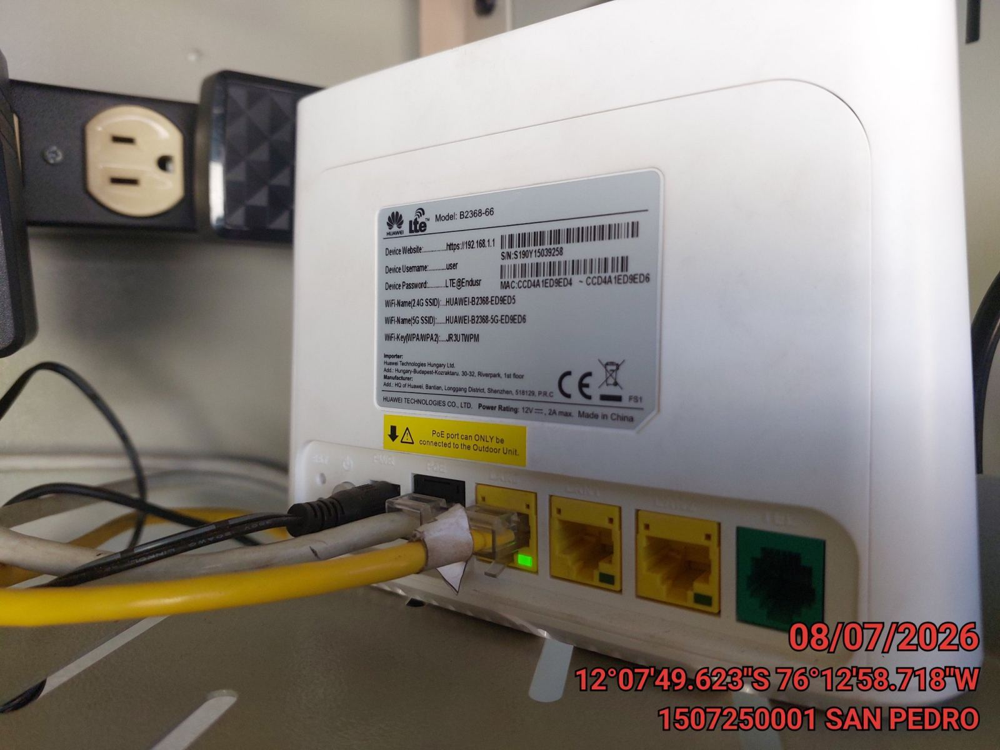 HUAWEI
Lte™ Model: B2368-66
Device Website:...............https://192.168.1.1
S/N:S190Y15039258
Device Username:...........user
Device Password:...........LTE@Endusr
MAC:CCD4A1ED9ED4 ~ CCD4A1ED9ED6
WiFi-Name(2.4G SSID):...HUAWEI-B2368-ED9ED5
WiFi-Name(5G SSID):......HUAWEI-B2368-5G-ED9ED6
WiFi-Key(WPA/WPA2):....JR3UTWPM
Importer:
Huawei Technologies Hungary Ltd.
Add.: Hungary-Budapest-Kozraktaru. 30-32, Riverpark, 1st floor
Manufacturer:
Add.: HQ of Huawei, Bantian, Longgang District, Shenzhen, 518129, P.R.C
CE
FS1
HUAWEI TECHNOLOGIES CO., LTD. Power Rating: 12V⎓, 2A max. Made in China
PoE port can ONLY be
connected to the Outdoor Unit.
PWR
POE
LAN1
LAN2
08/07/2026
12°07'49.623"S 76°12'58.718"W
1507250001 SAN PEDRO